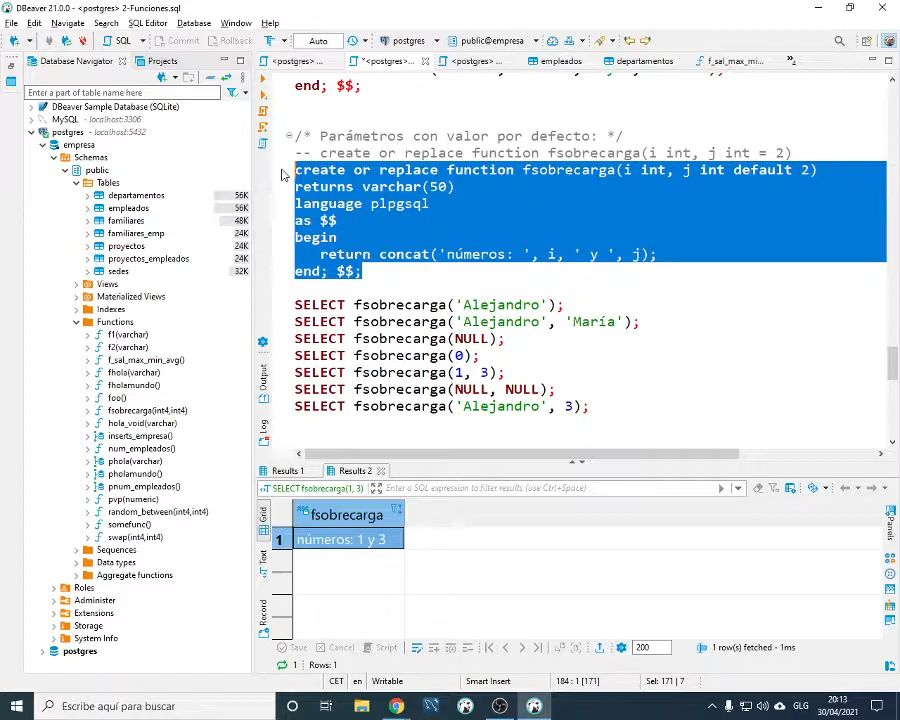 DBeaver 21.0.0 - <postgres> 2-Funciones.sql
File Edit Navigate Search SQL Editor Database Window Help
SQL Commit Rollback Auto postgres public@empresa
Database Navigator Projects <postgres>... *<postgres>... <postgres>... empleados departamentos f_sal_max_mi...
Enter a part of table name here
DBeaver Sample Database (SQLite)
MySQL - localhost:3306
postgres - localhost:5432
empresa
Schemas
public
Tables
departamentos 56K
empleados 56K
familiares 48K
familiares_emp 24K
proyectos 24K
proyectos_empleados 24K
sedes 32K
Views
Materialized Views
Indexes
Functions
f1(varchar)
f2(varchar)
f_sal_max_min_avg()
fhola(varchar)
fholamundo()
foo()
fsobrecarga(int4,int4)
hola_void(varchar)
inserts_empresa()
num_empleados()
phola(varchar)
pholamundo()
pnum_empleados()
pvp(numeric)
random_between(int4,int4)
somefunc()
swap(int4,int4)
Sequences
Data types
Aggregate functions
Roles
Administer
Extensions
Storage
System Info
postgres
end; $$;
/* Parámetros con valor por defecto: */
-- create or replace function fsobrecarga(i int, j int = 2)
create or replace function fsobrecarga(i int, j int default 2)
returns varchar(50)
language plpgsql
as $$
begin
return concat('números: ', i, ' y ', j);
end; $$;
SELECT fsobrecarga('Alejandro');
SELECT fsobrecarga('Alejandro', 'María');
SELECT fsobrecarga(NULL);
SELECT fsobrecarga(0);
SELECT fsobrecarga(1, 3);
SELECT fsobrecarga(NULL, NULL);
SELECT fsobrecarga('Alejandro', 3);
Output
Log
Results 1 Results 2
SELECT fsobrecarga(1, 3) Enter a SQL expression to filter results (use Ctrl+Space)
Grid
Text
Record
Panels
fsobrecarga
1 números: 1 y 3
Save Cancel Script 200 1 row(s) fetched - 1ms
1 Rows: 1
CET en Writable Smart Insert 184 : 1 [171] Sel: 171 | 7
Escribe aquí para buscar GLG 20:13
30/04/2021